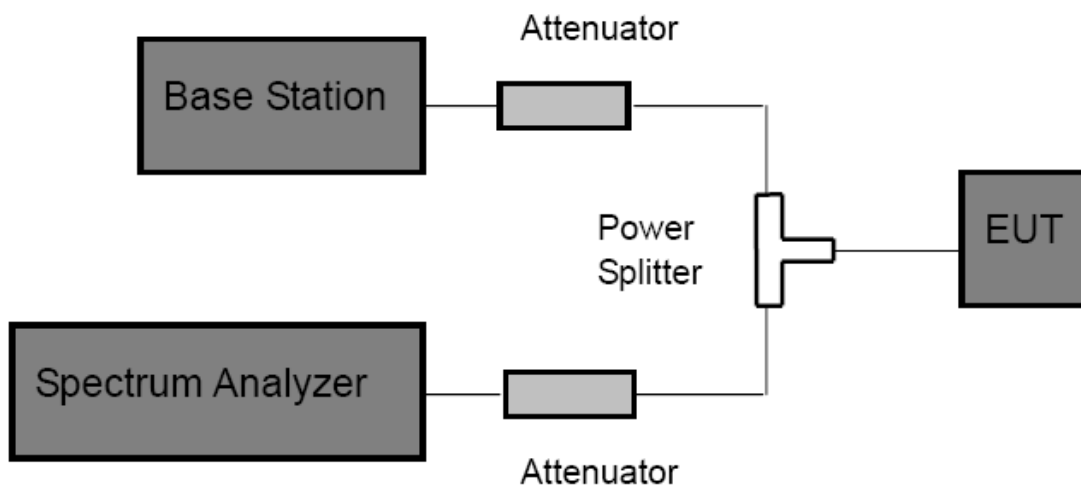 Attenuator
Base Station
Power
Splitter
EUT
Spectrum Analyzer
Attenuator